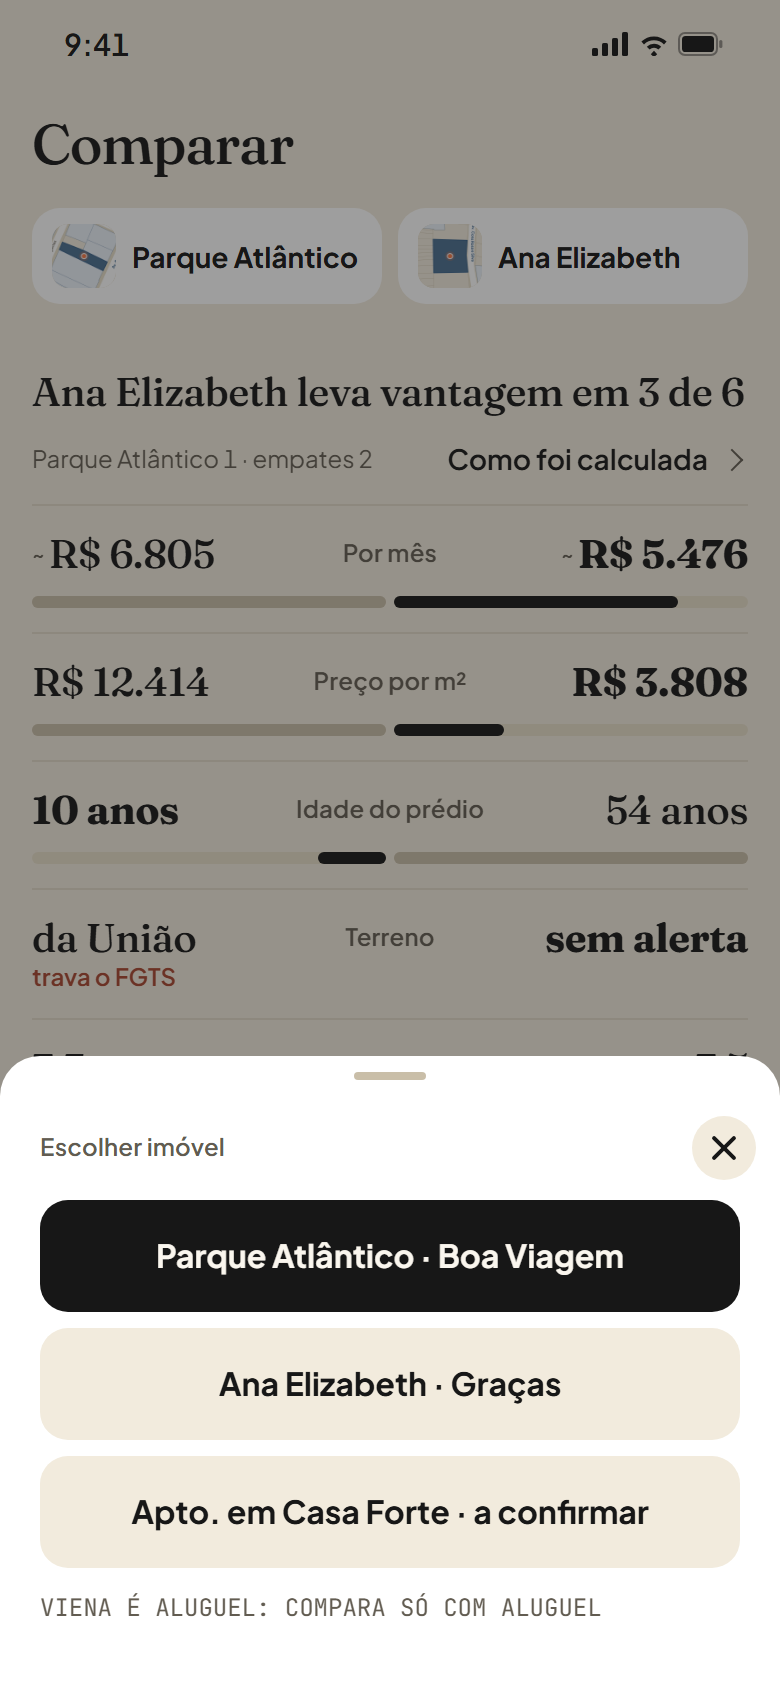 9:41
Comparar
Parque Atlântico
Ana Elizabeth
Ana Elizabeth leva vantagem em 3 de 6
Parque Atlântico 1 · empates 2
Como foi calculada
~ R$ 6.805
Por mês
~ R$ 5.476
R$ 12.414
Preço por m²
R$ 3.808
10 anos
Idade do prédio
54 anos
da União
Terreno
sem alerta
trava o FGTS
Escolher imóvel
Parque Atlântico · Boa Viagem
Ana Elizabeth · Graças
Apto. em Casa Forte · a confirmar
VIENA É ALUGUEL: COMPARA SÓ COM ALUGUEL